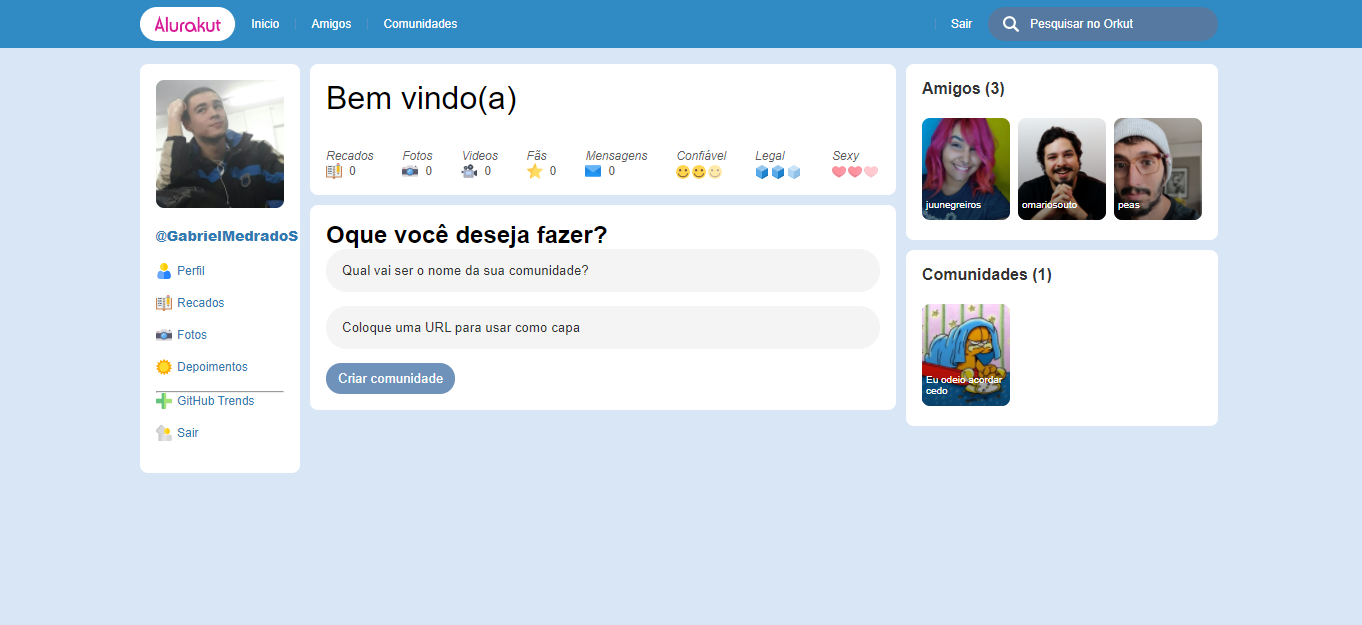 Alurakut
Inicio
Amigos
Comunidades
Sair
Pesquisar no Orkut
@GabrielMedradoS
Perfil
Recados
Fotos
Depoimentos
GitHub Trends
Sair
Bem vindo(a)
Recados Fotos Videos Fãs Mensagens Confiável Legal Sexy
0 0 0 0 0
Oque você deseja fazer?
Qual vai ser o nome da sua comunidade?
Coloque uma URL para usar como capa
Criar comunidade
Amigos (3)
juunegreiros omariosouto peas
Comunidades (1)
Eu odeio acordar
cedo